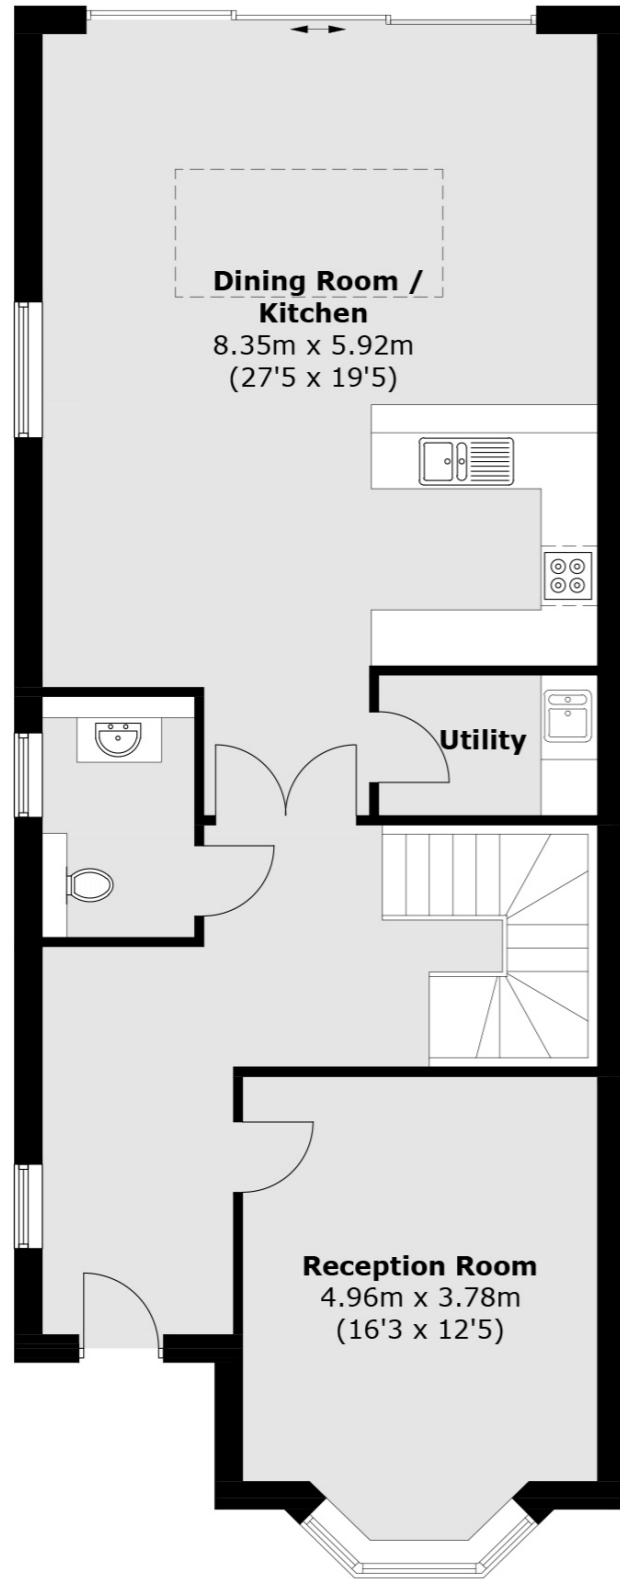 Dining Room /
Kitchen
8.35m x 5.92m
(27'5 x 19'5)
Utility
Reception Room
4.96m x 3.78m
(16'3 x 12'5)